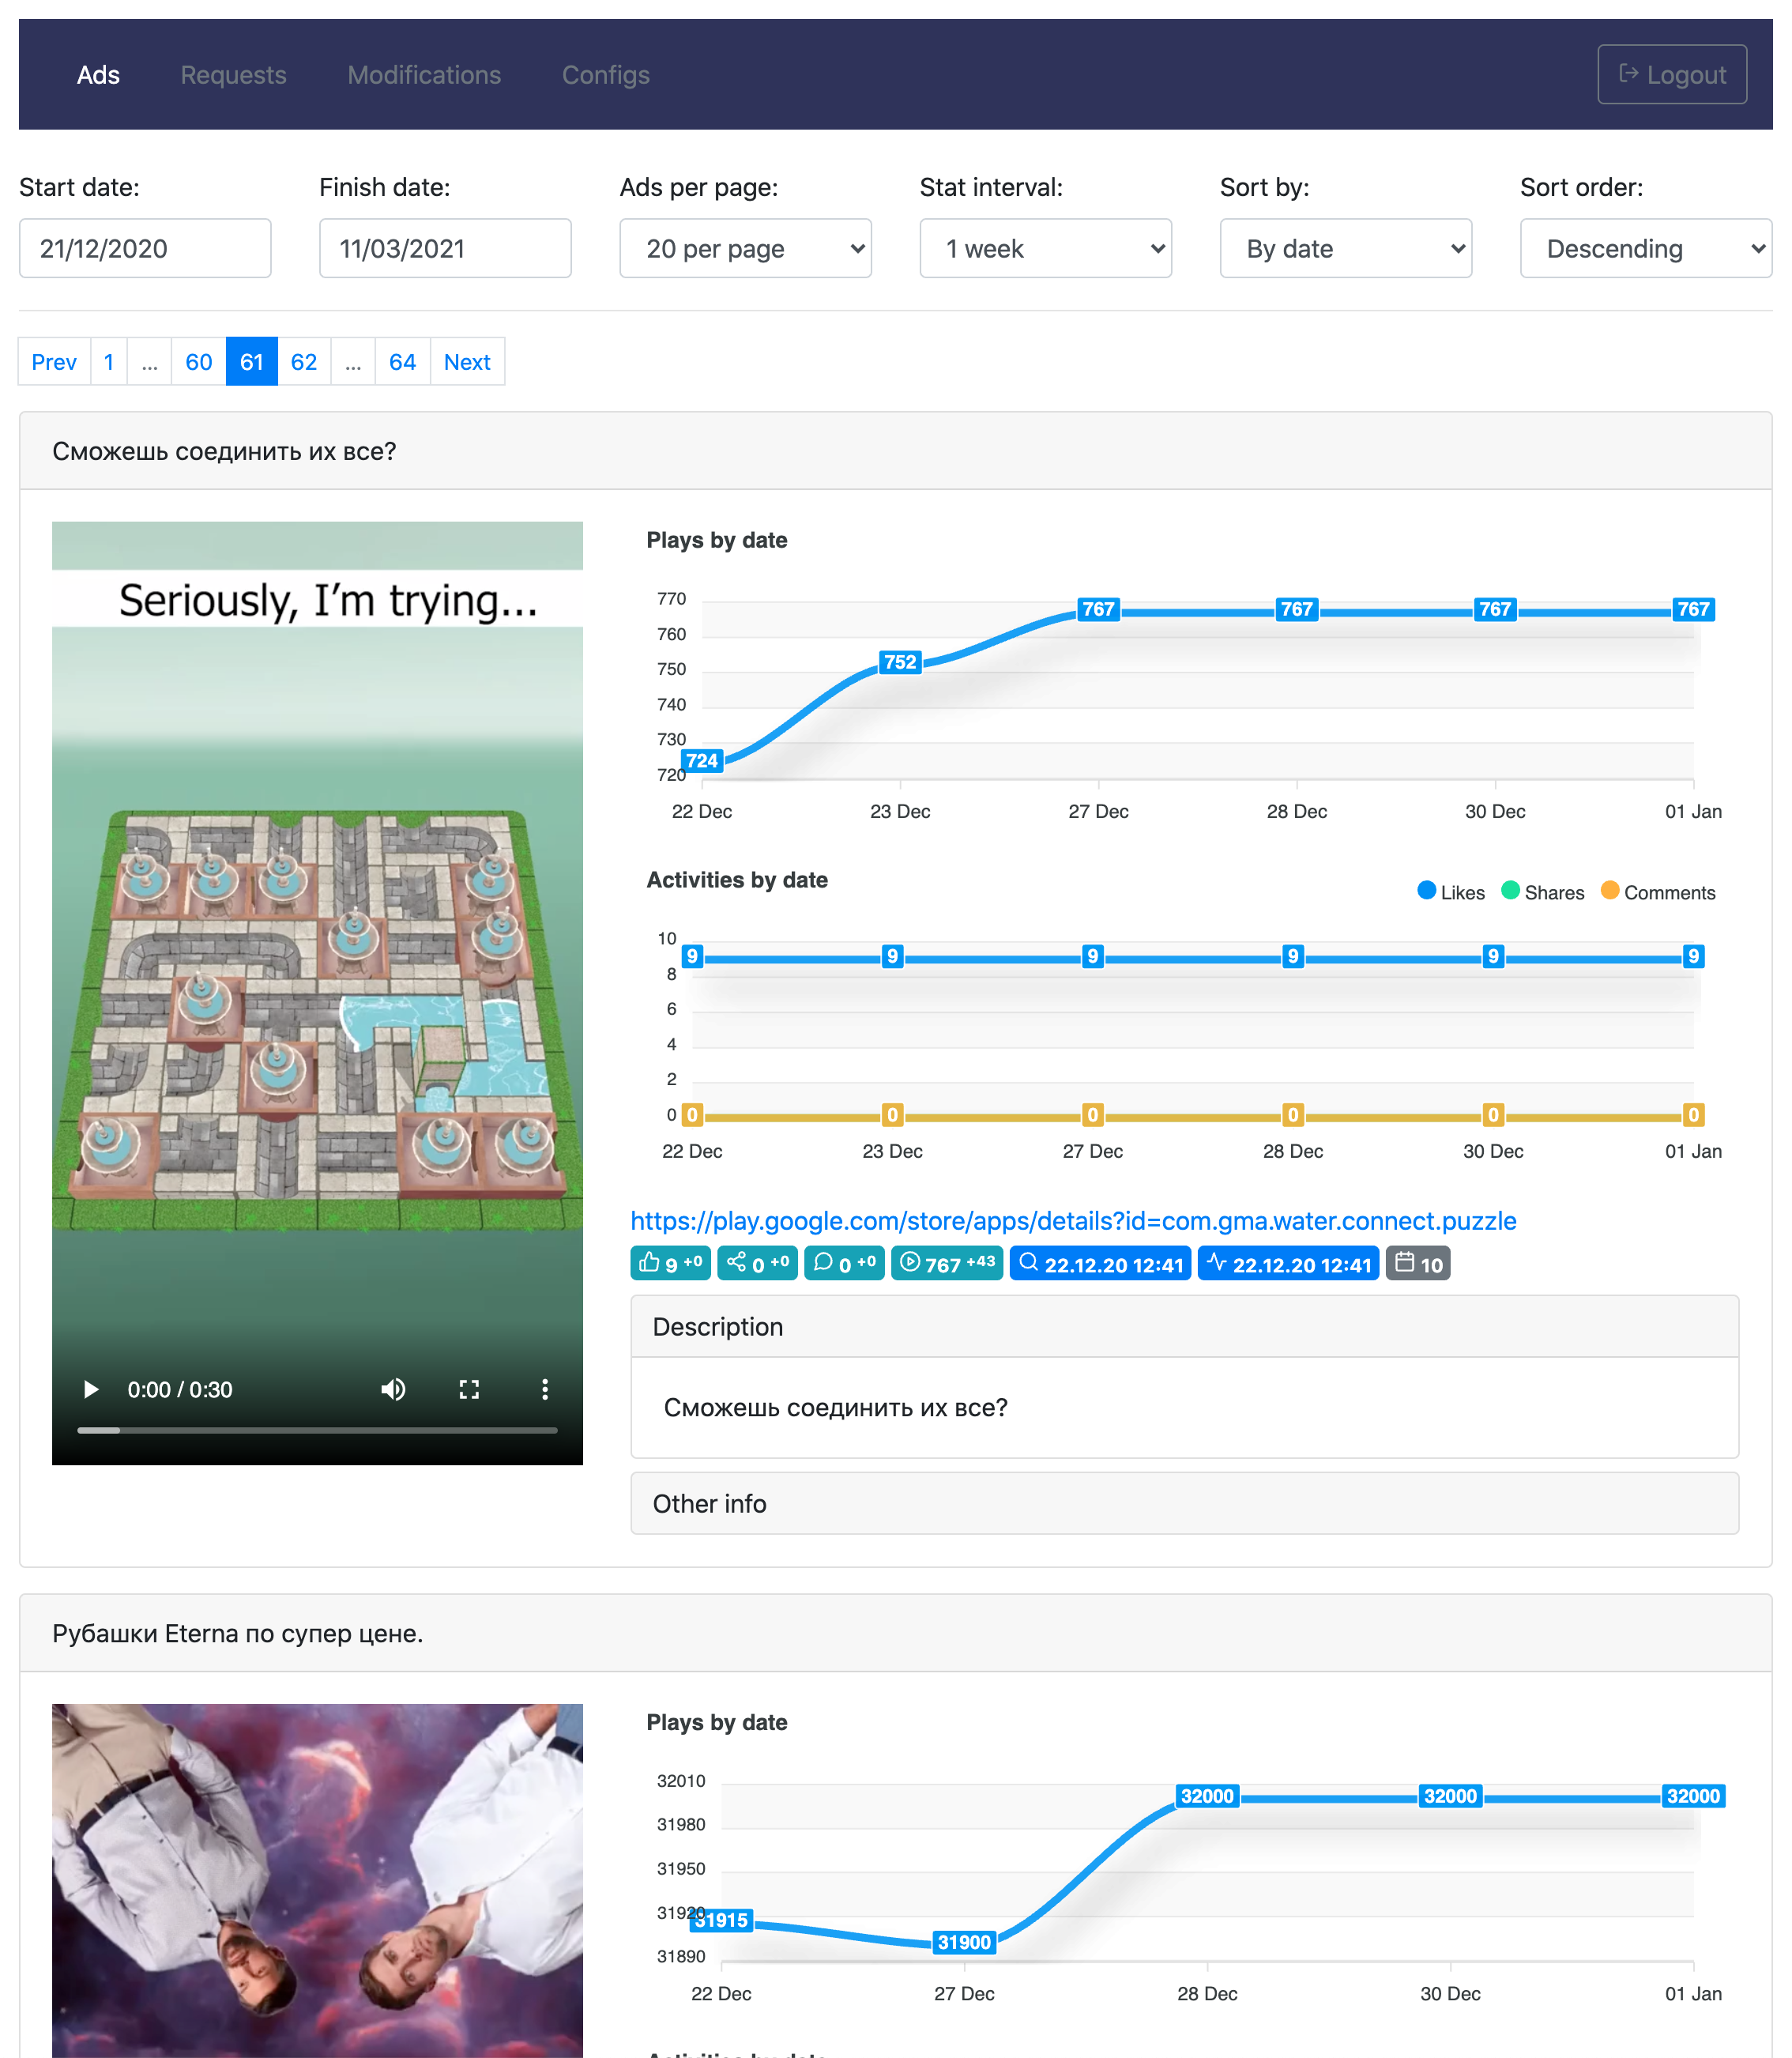 Ads Requests Modifications Configs Logout
Start date: Finish date: Ads per page: Stat interval: Sort by: Sort order:
21/12/2020 11/03/2021 20 per page 1 week By date Descending
Prev 1 ... 60 61 62 ... 64 Next
Сможешь соединить их все?
Seriously, I'm trying...
0:00 / 0:30
Plays by date
770
760
750
740
730
720
724 752 767 767 767 767
22 Dec 23 Dec 27 Dec 28 Dec 30 Dec 01 Jan
Activities by date
Likes Shares Comments
10
8
6
4
2
0
9 9 9 9 9 9
0 0 0 0 0 0
22 Dec 23 Dec 27 Dec 28 Dec 30 Dec 01 Jan
https://play.google.com/store/apps/details?id=com.gma.water.connect.puzzle
9 +0 0 +0 0 +0 767 +43 22.12.20 12:41 22.12.20 12:41 10
Description
Сможешь соединить их все?
Other info
Рубашки Eterna по супер цене.
Plays by date
32010
31980
31950
31920
31890
31915 31900 32000 32000 32000
22 Dec 27 Dec 28 Dec 30 Dec 01 Jan
Activities by date